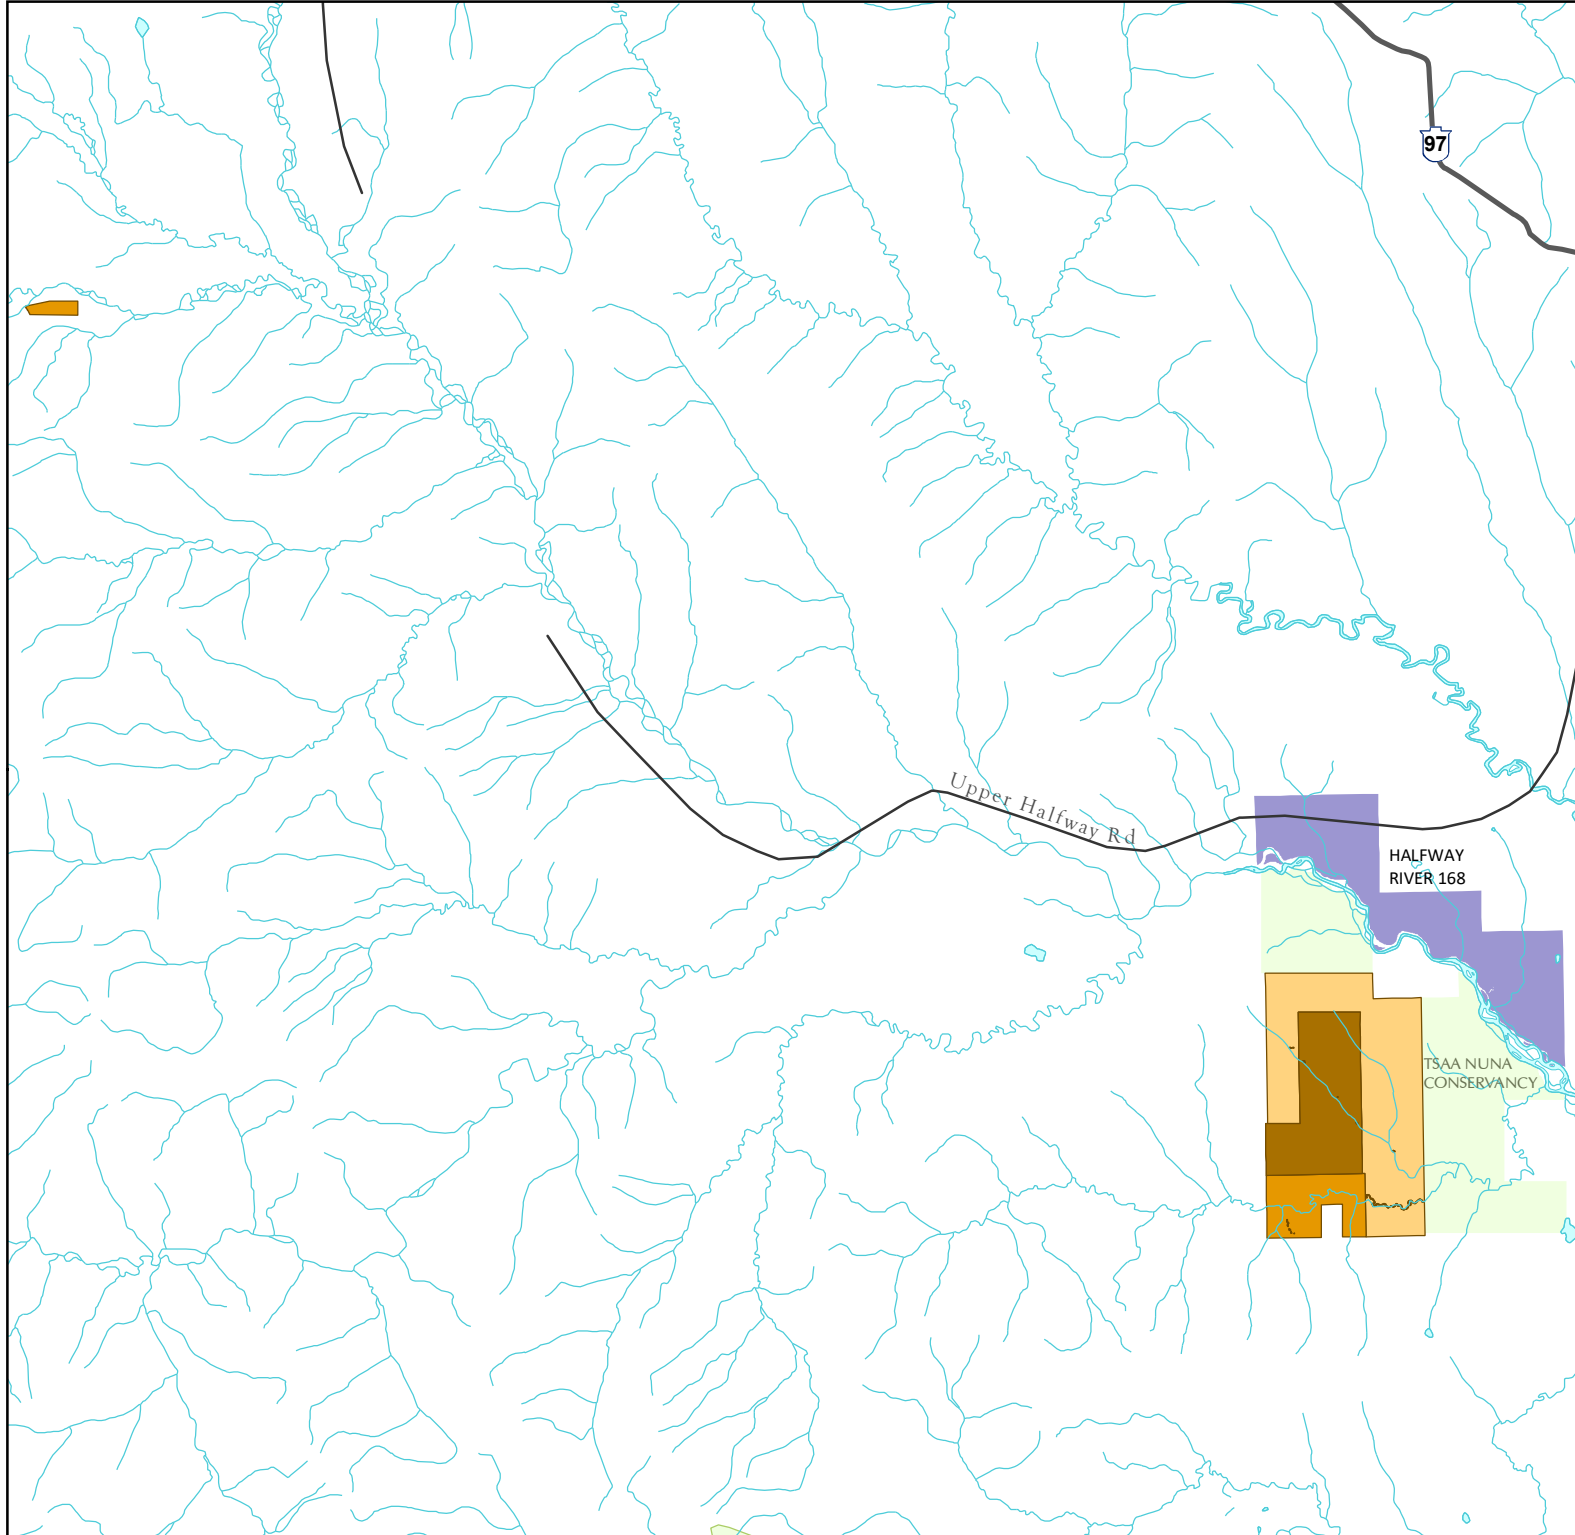 97
Upper Halfway Rd
HALFWAY
RIVER 168
TSAA NUNA
CONSERVANCY